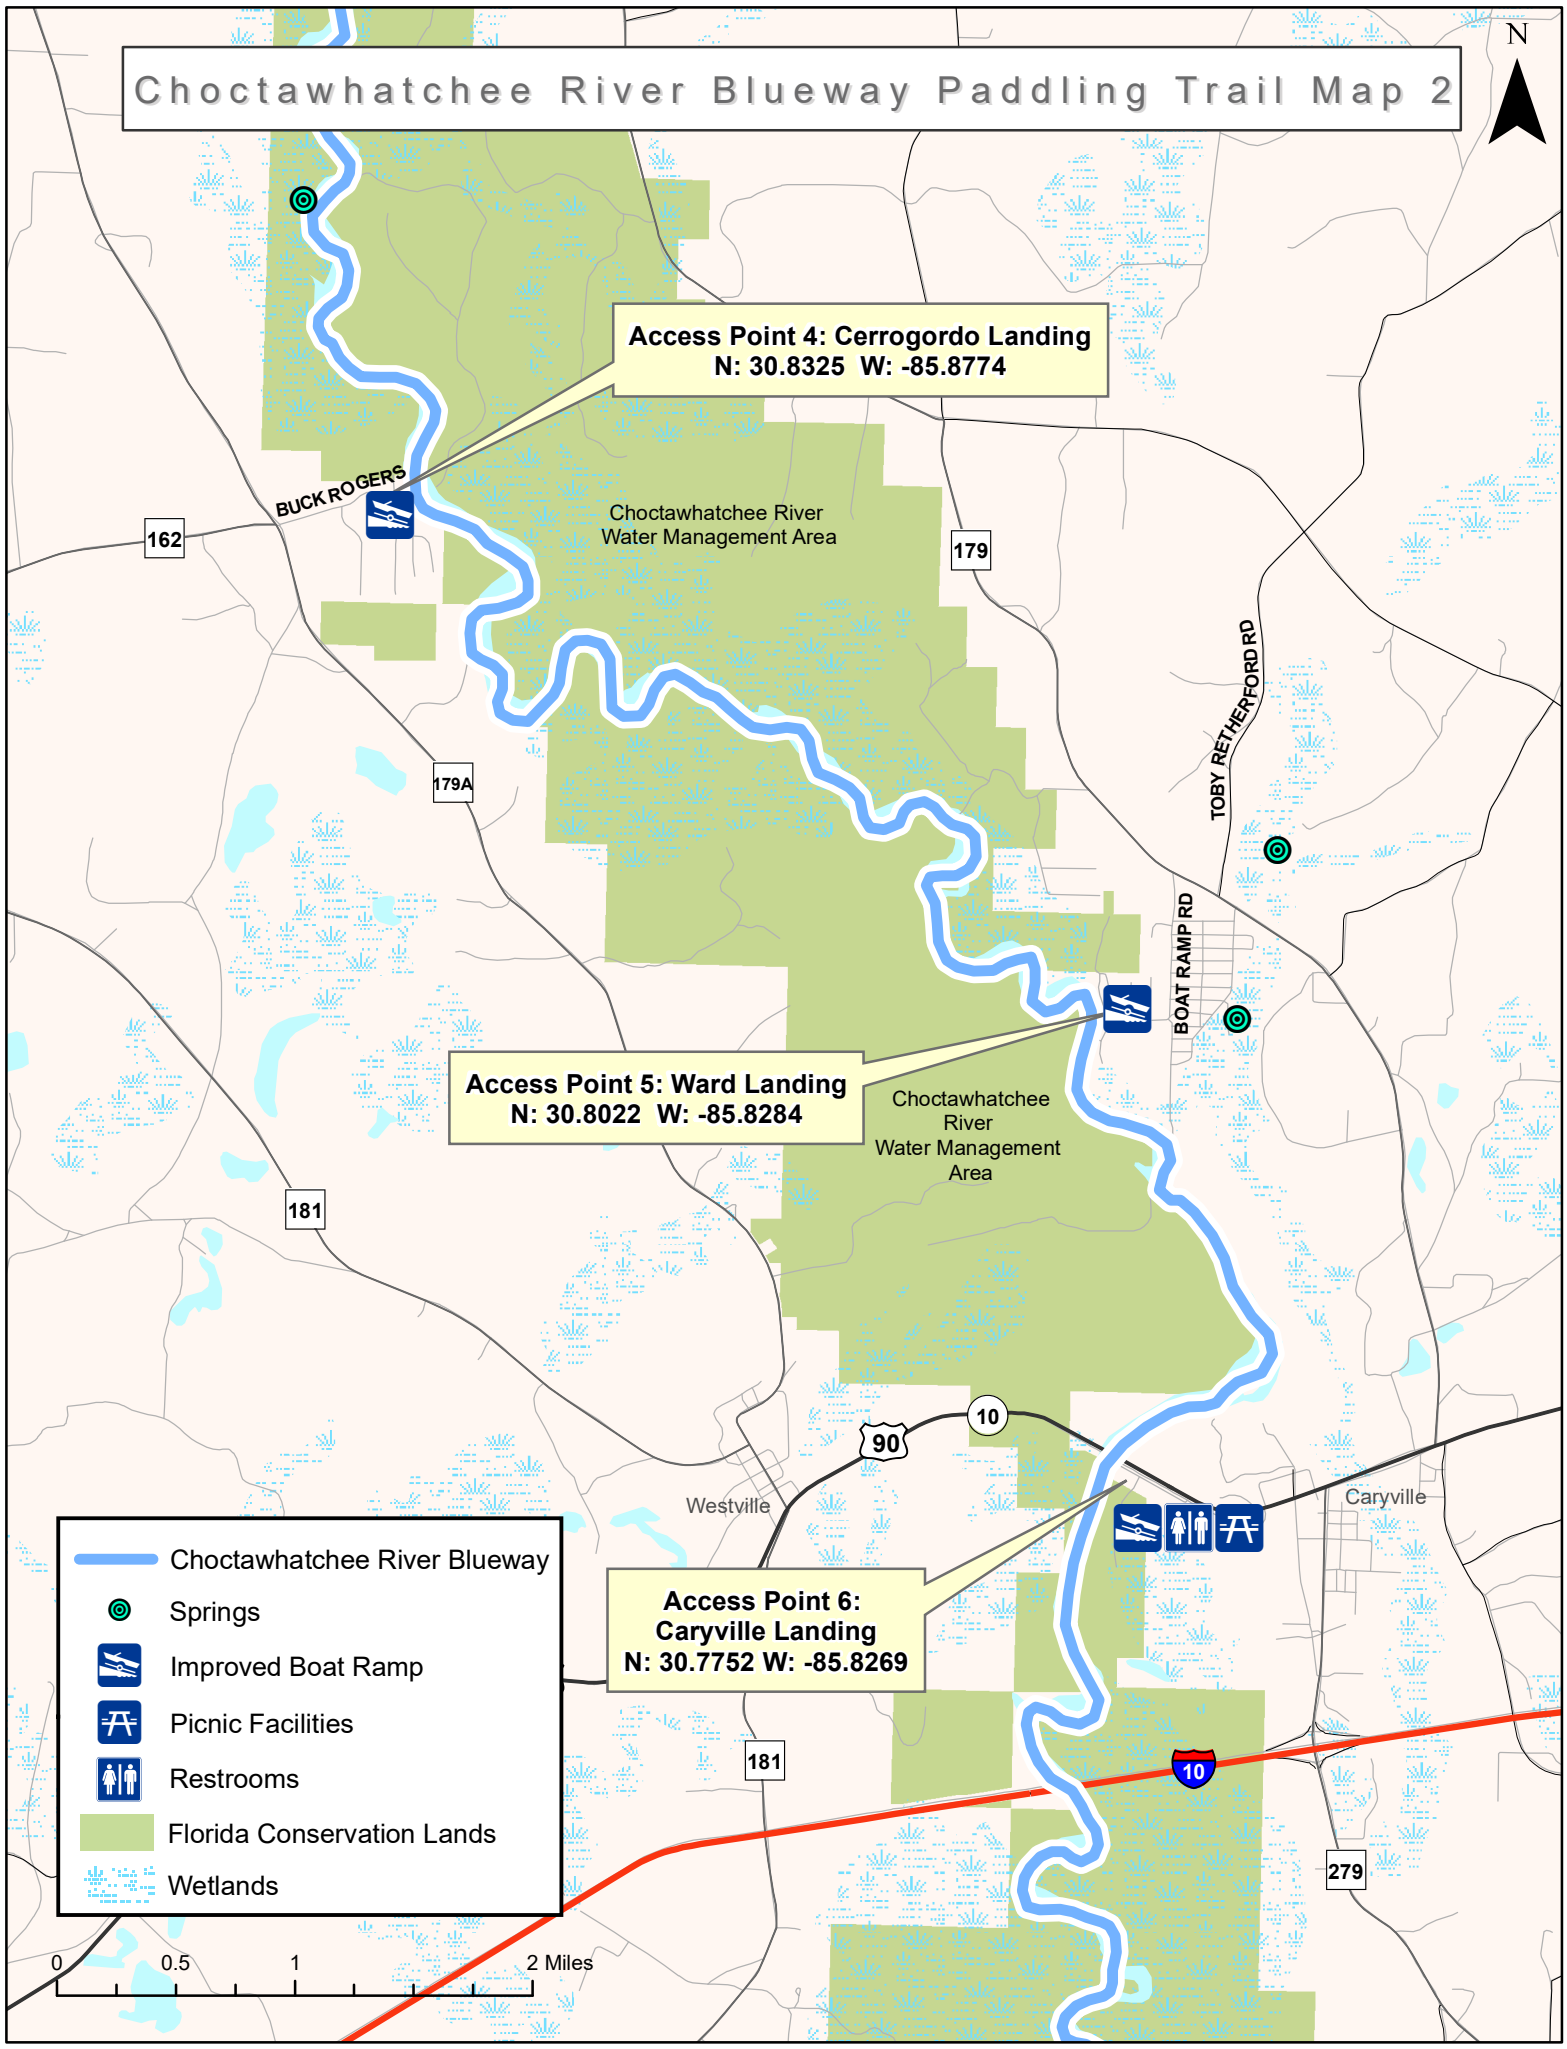 N
Choctawhatchee River Blueway Paddling Trail Map 2
Access Point 4: Cerrogordo Landing
N: 30.8325 W: -85.8774
BUCK ROGERS
162
Choctawhatchee River
Water Management Area
179
TOBY RETHERFORD RD
179A
BOAT RAMP RD
Access Point 5: Ward Landing
N: 30.8022 W: -85.8284
Choctawhatchee
River
Water Management
Area
181
10
90
Westville
Caryville
Access Point 6:
Caryville Landing
N: 30.7752 W: -85.8269
181
10
279
Choctawhatchee River Blueway
Springs
Improved Boat Ramp
Picnic Facilities
Restrooms
Florida Conservation Lands
Wetlands
0 0.5 1 2 Miles